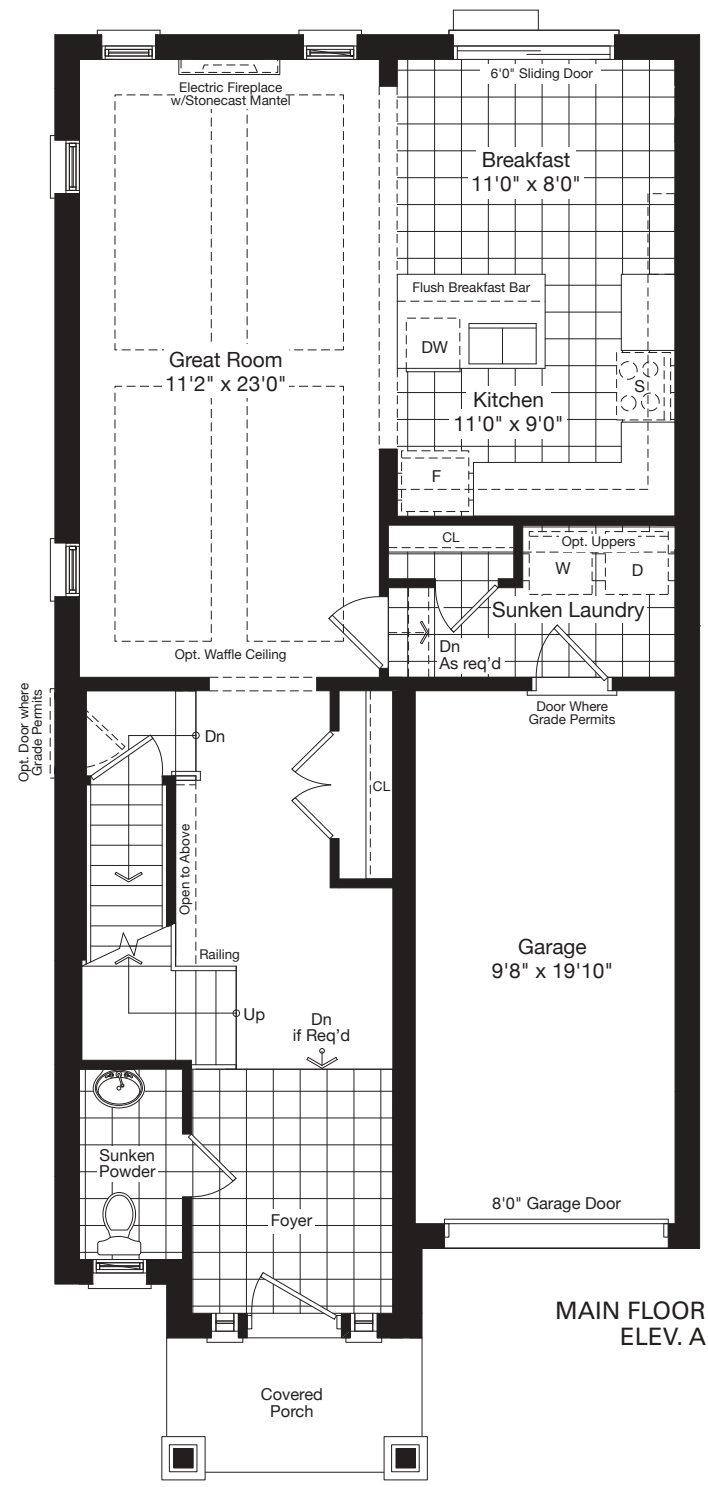 6'0" Sliding Door
Electric Fireplace
w/Stonecast Mantel
Breakfast
11'0" x 8'0"
Flush Breakfast Bar
DW
Great Room
11'2" x 23'0"
S
Kitchen
11'0" x 9'0"
F
CL
Opt. Uppers
W
D
Sunken Laundry
Opt. Waffle Ceiling
Dn
As req'd
Opt. Door where
Grade Permits
Door Where
Grade Permits
Dn
CL
Open to Above
Garage
9'8" x 19'10"
Railing
Up
Dn
if Req'd
Sunken
Powder
8'0" Garage Door
Foyer
MAIN FLOOR
ELEV. A
Covered
Porch